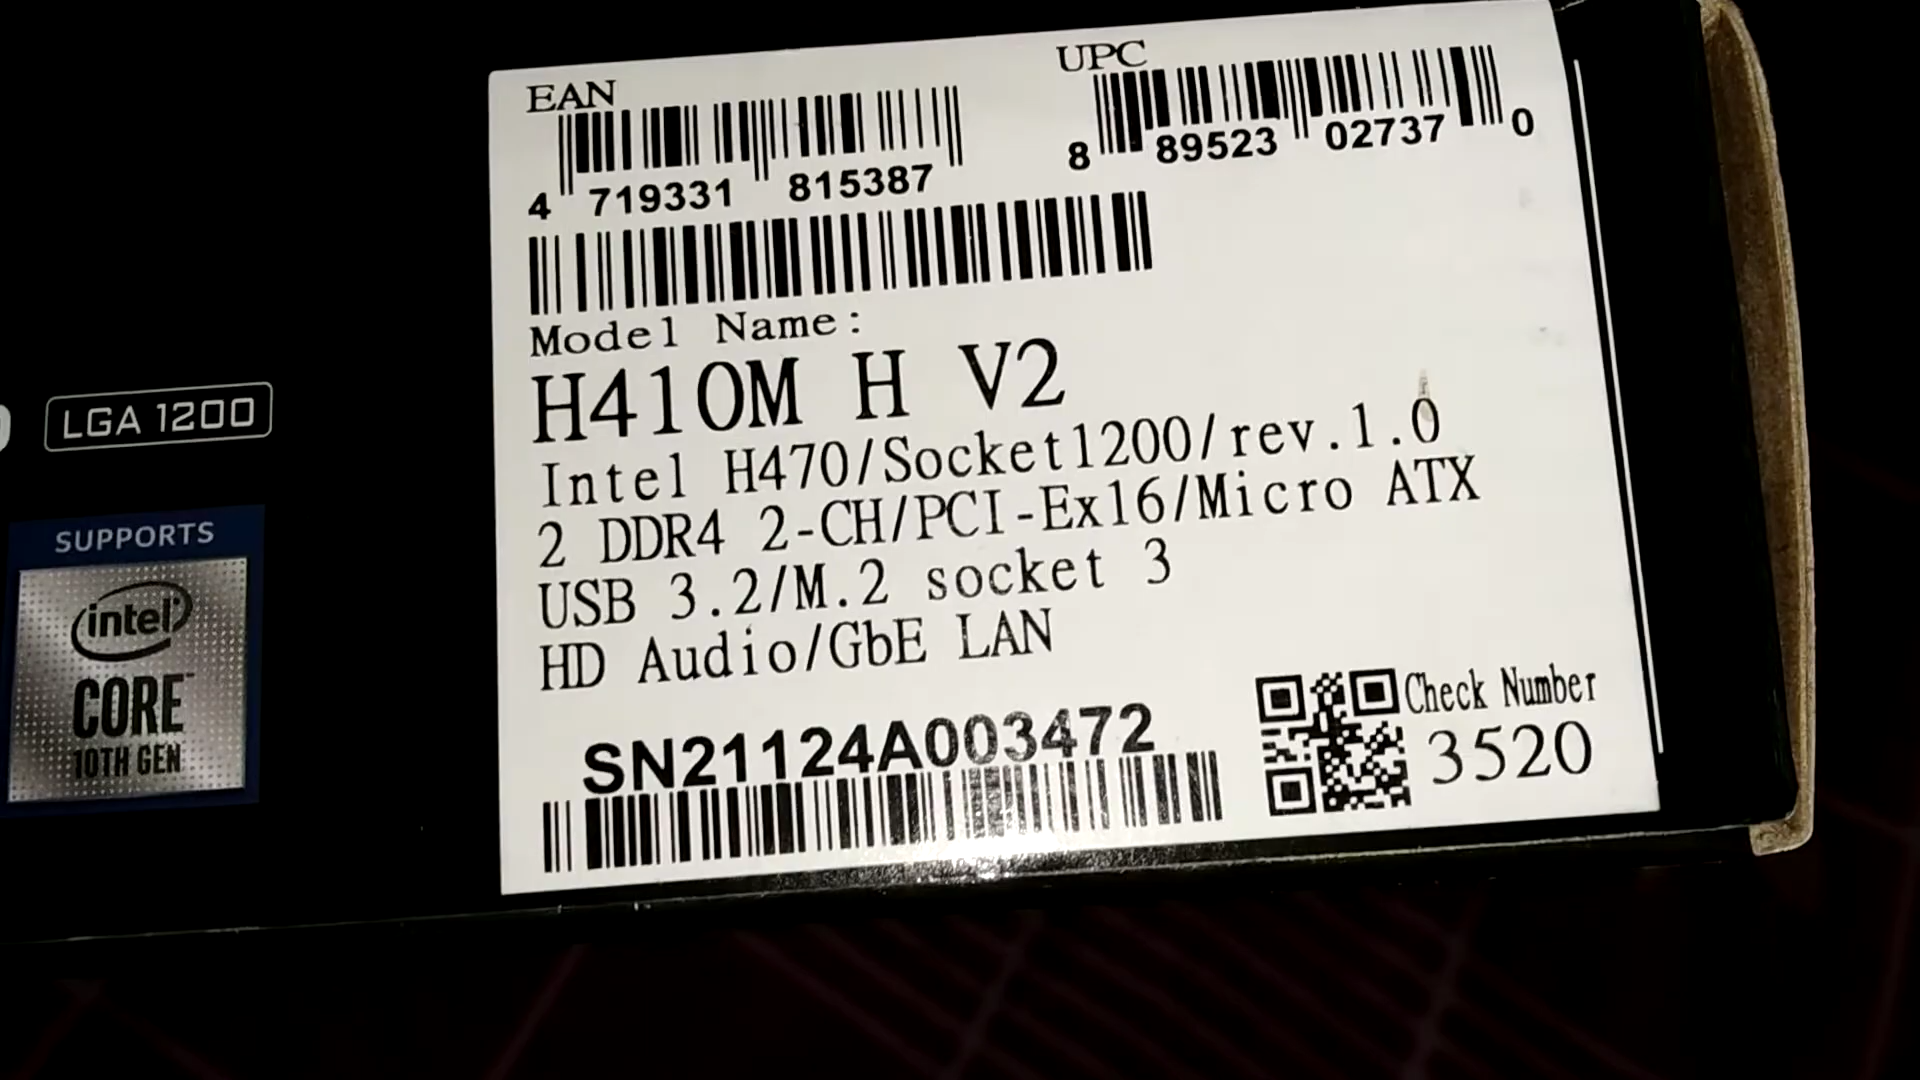 EAN
4 719331 815387
UPC
8 89523 02737 0
Model Name:
H410M H V2
Intel H470/Socket1200/rev.1.0
2 DDR4 2-CH/PCI-Ex16/Micro ATX
USB 3.2/M.2 socket 3
HD Audio/GbE LAN
SN21124A003472
Check Number
3520
LGA 1200
SUPPORTS
intel
CORE
10TH GEN